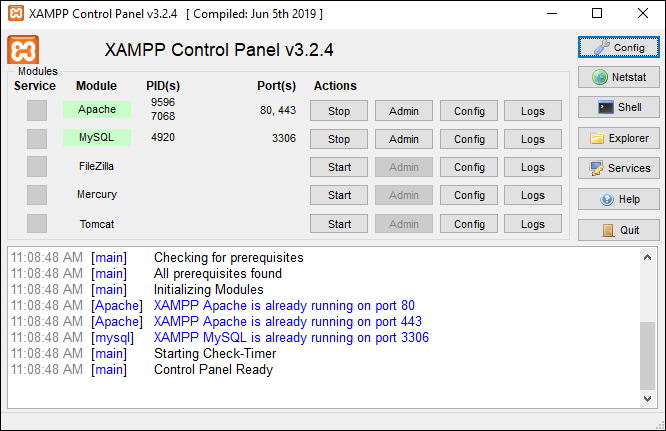 XAMPP Control Panel v3.2.4 [ Compiled: Jun 5th 2019 ]
XAMPP Control Panel v3.2.4
Config
Modules
Service Module PID(s) Port(s) Actions
Netstat
Apache 9596 7068 80, 443 Stop Admin Config Logs
Shell
MySQL 4920 3306 Stop Admin Config Logs
Explorer
FileZilla Start Admin Config Logs
Services
Mercury Start Admin Config Logs
Help
Tomcat Start Admin Config Logs
Quit
11:08:48 AM [main] Checking for prerequisites
11:08:48 AM [main] All prerequisites found
11:08:48 AM [main] Initializing Modules
11:08:48 AM [Apache] XAMPP Apache is already running on port 80
11:08:48 AM [Apache] XAMPP Apache is already running on port 443
11:08:48 AM [mysql] XAMPP MySQL is already running on port 3306
11:08:48 AM [main] Starting Check-Timer
11:08:48 AM [main] Control Panel Ready